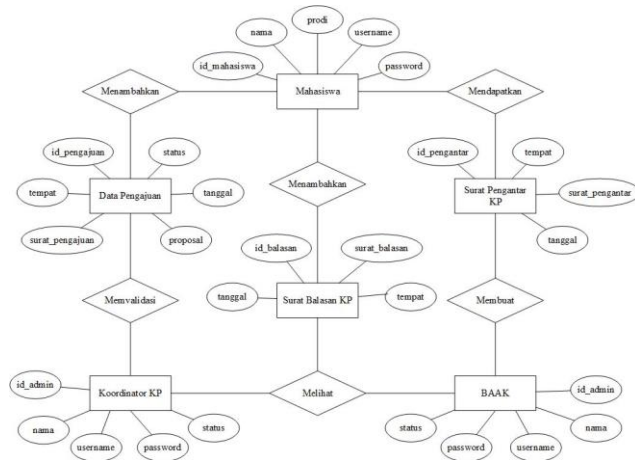 prodi
nama
username
id_mahasiswa
password
Menambahkan
Mahasiswa
Mendapatkan
id_pengajuan
status
id_pengantar
tempat
Menambahkan
tempat
Data Pengajuan
tanggal
Surat Pengantar
KP
surat_pengantar
surat_pengajuan
proposal
tanggal
id_balasan
surat_balasan
Memvalidasi
tanggal
Surat Balasan KP
tempat
Membuat
id_admin
Koordinator KP
Melihat
BAAK
id_admin
nama
status
status
nama
username
password
password
username